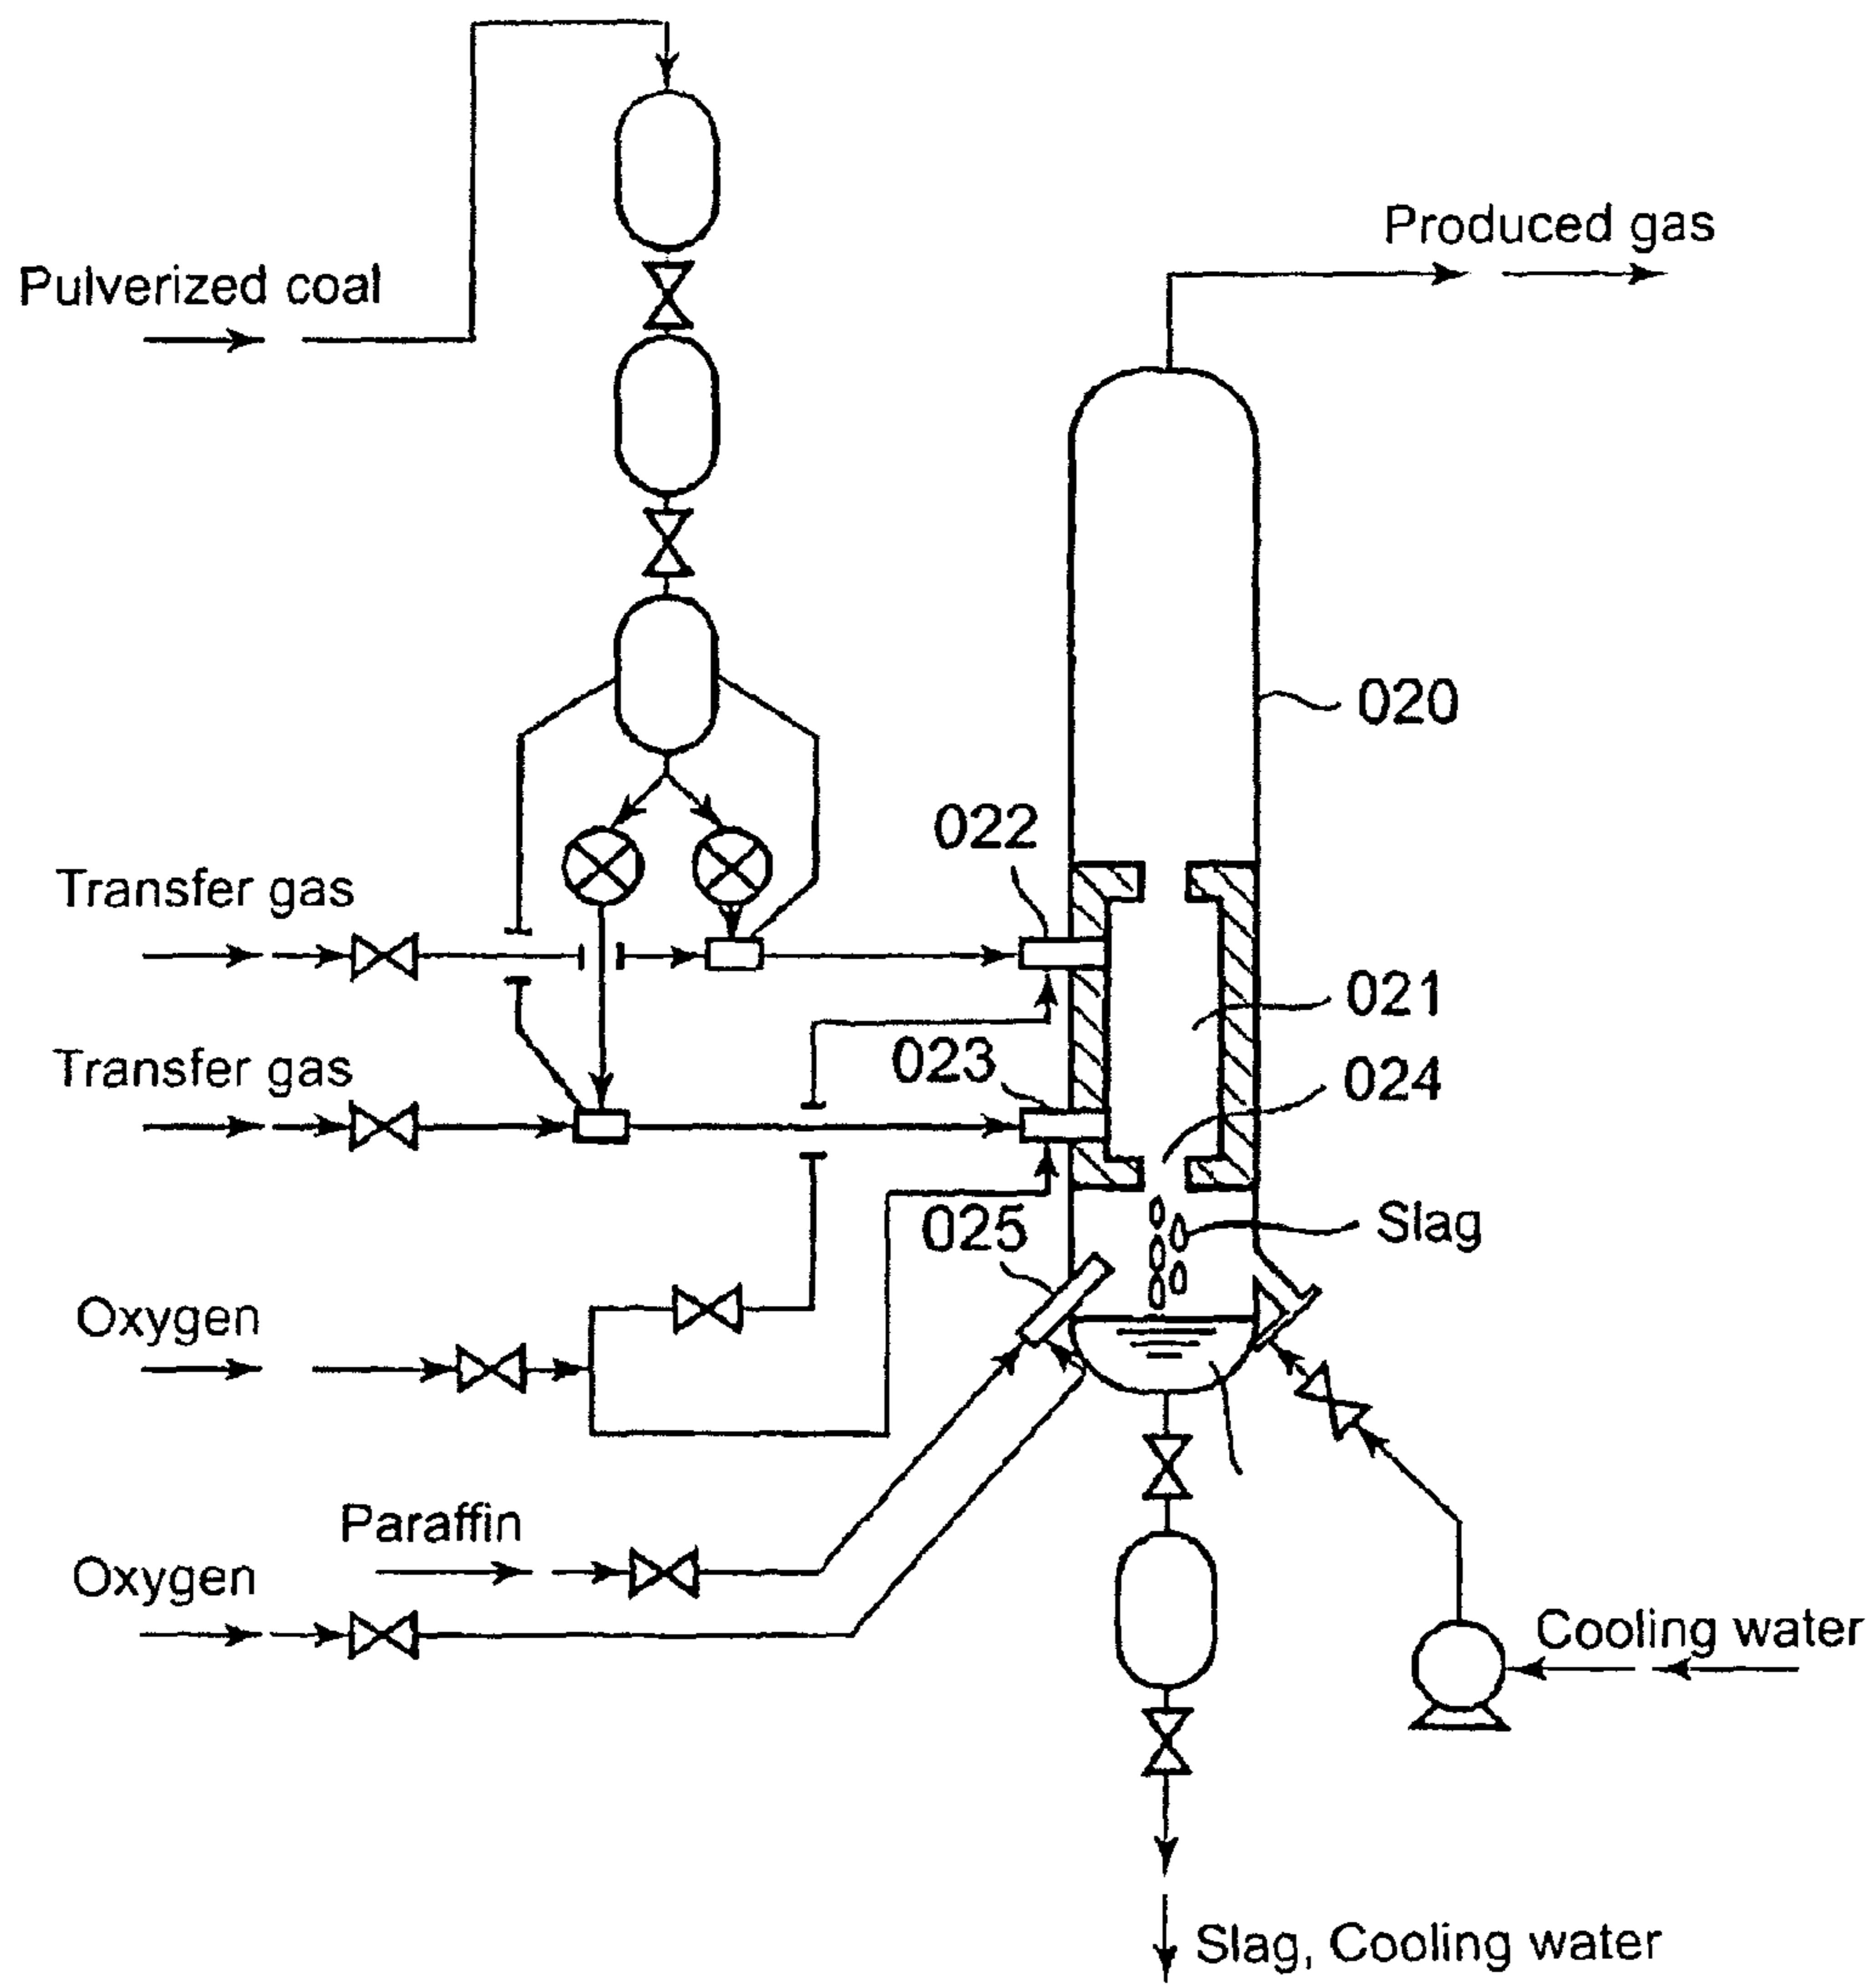 Produced gas
Pulverized coal
020
022
Transfer gas
021
023
Transfer gas
024
025
Slag
Oxygen
Paraffin
Oxygen
Cooling water
Slag, Cooling water